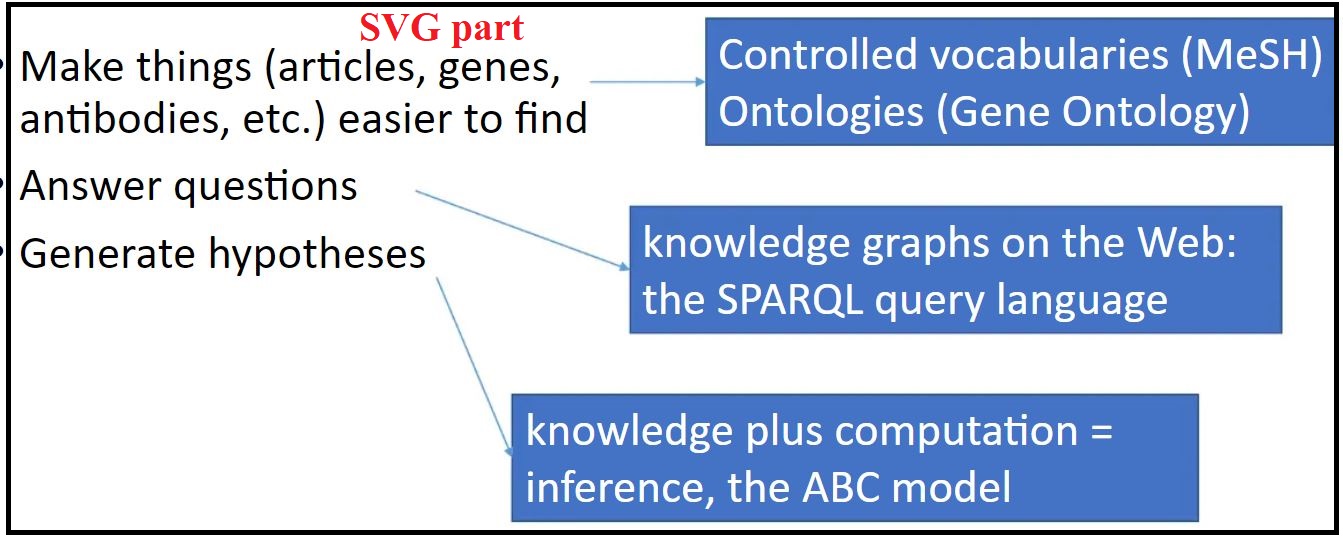 SVG part
• Make things (articles, genes,
antibodies, etc.) easier to find
• Answer questions
• Generate hypotheses
Controlled vocabularies (MeSH)
Ontologies (Gene Ontology)
knowledge graphs on the Web:
the SPARQL query language
knowledge plus computation =
inference, the ABC model